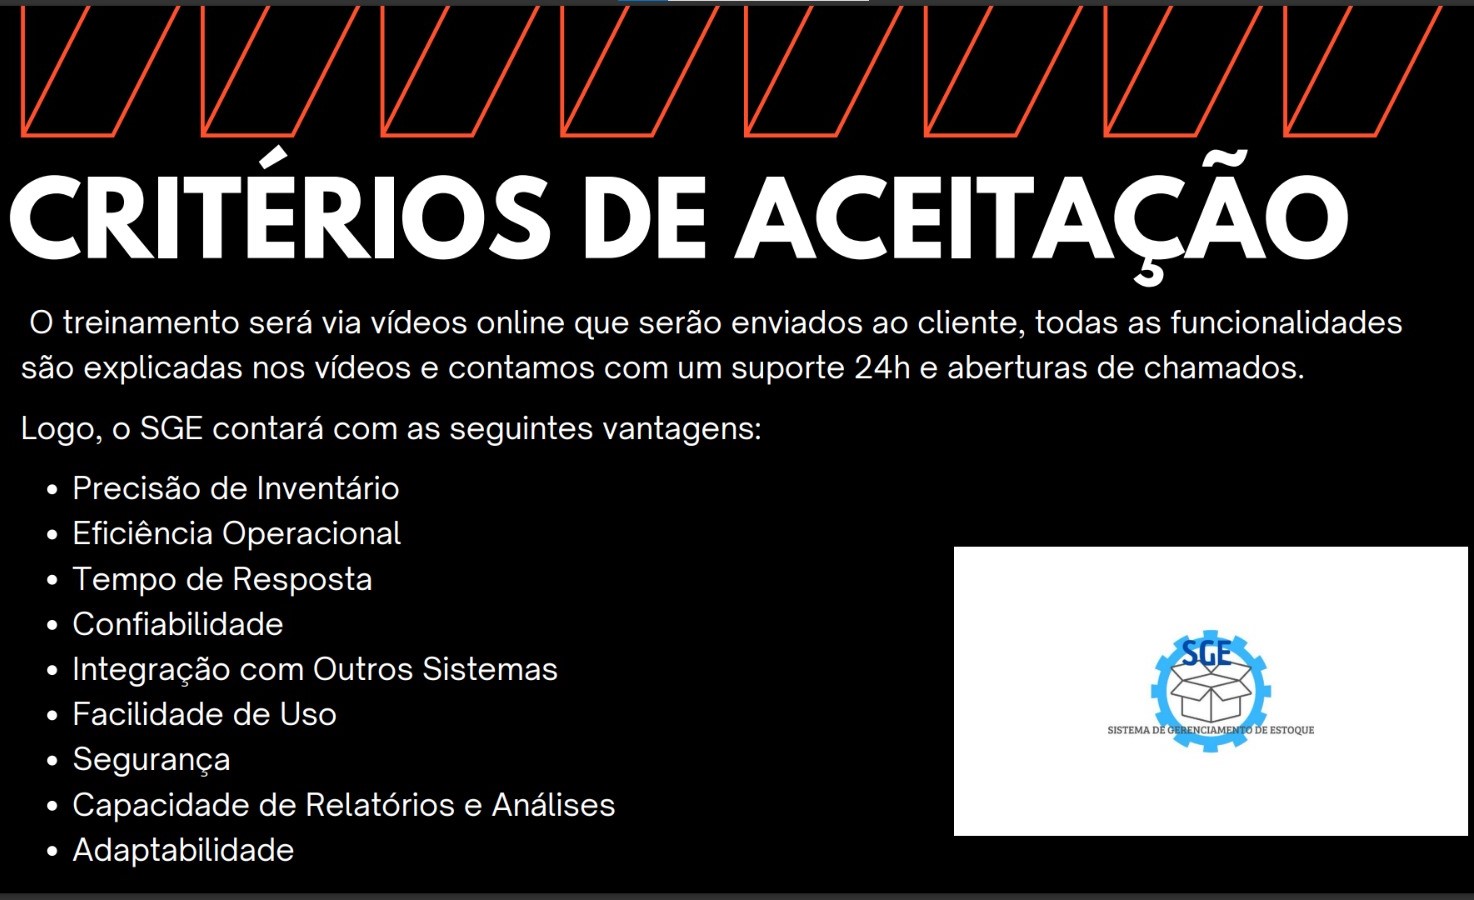 CRITÉRIOS DE ACEITAÇÃO
O treinamento será via vídeos online que serão enviados ao cliente, todas as funcionalidades
são explicadas nos vídeos e contamos com um suporte 24h e aberturas de chamados.
Logo, o SGE contará com as seguintes vantagens:
• Precisão de Inventário
• Eficiência Operacional
• Tempo de Resposta
• Confiabilidade
• Integração com Outros Sistemas
• Facilidade de Uso
• Segurança
• Capacidade de Relatórios e Análises
• Adaptabilidade
SGE
SISTEMA DE GERENCIAMENTO DE ESTOQUE